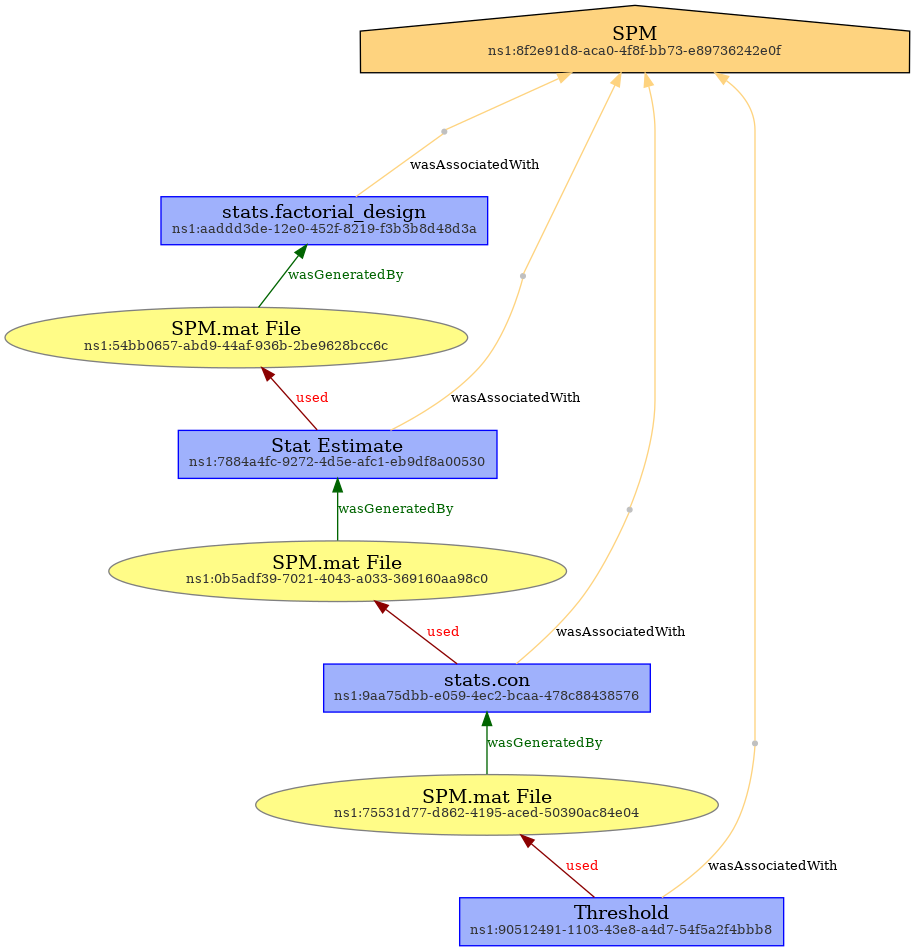 SPM
ns1:8f2e91d8-aca0-4f8f-bb73-e89736242e0f
wasAssociatedWith
stats.factorial_design
ns1:aaddd3de-12e0-452f-8219-f3b3b8d48d3a
wasGeneratedBy
SPM.mat File
ns1:54bb0657-abd9-44af-936b-2be9628bcc6c
used
wasAssociatedWith
Stat Estimate
ns1:7884a4fc-9272-4d5e-afc1-eb9df8a00530
wasGeneratedBy
SPM.mat File
ns1:0b5adf39-7021-4043-a033-369160aa98c0
used
wasAssociatedWith
stats.con
ns1:9aa75dbb-e059-4ec2-bcaa-478c88438576
wasGeneratedBy
SPM.mat File
ns1:75531d77-d862-4195-aced-50390ac84e04
used
wasAssociatedWith
Threshold
ns1:90512491-1103-43e8-a4d7-54f5a2f4bbb8